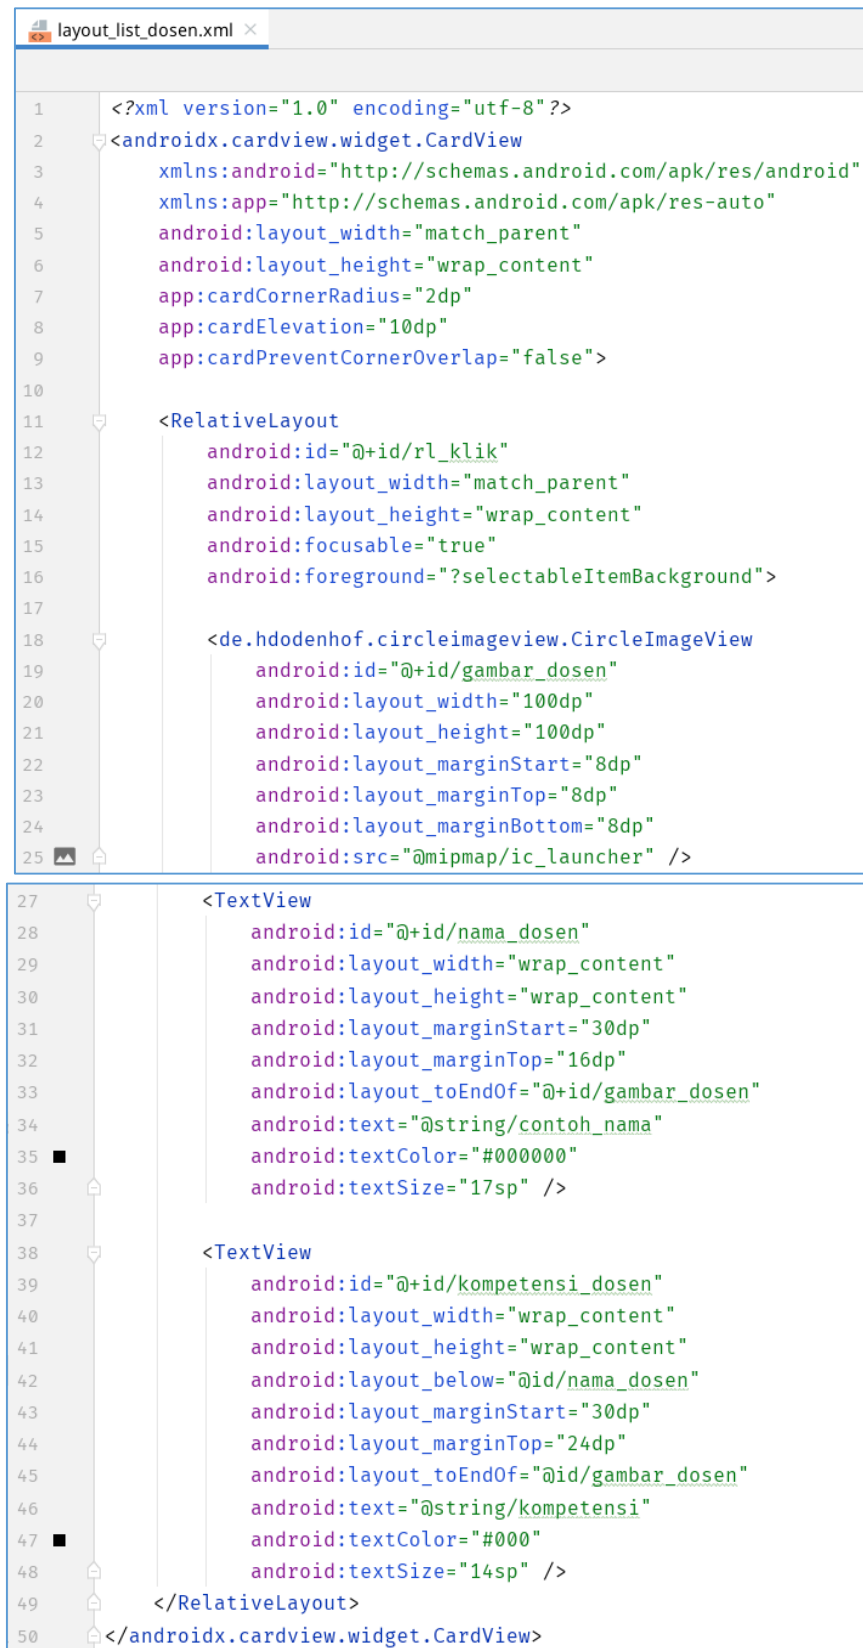 layout_list_dosen.xml
1 <?xml version="1.0" encoding="utf-8"?>
2 <androidx.cardview.widget.CardView
3     xmlns:android="http://schemas.android.com/apk/res/android"
4     xmlns:app="http://schemas.android.com/apk/res-auto"
5     android:layout_width="match_parent"
6     android:layout_height="wrap_content"
7     app:cardCornerRadius="2dp"
8     app:cardElevation="10dp"
9     app:cardPreventCornerOverlap="false">
10
11     <RelativeLayout
12         android:id="@+id/rl_klik"
13         android:layout_width="match_parent"
14         android:layout_height="wrap_content"
15         android:focusable="true"
16         android:foreground="?selectableItemBackground">
17
18         <de.hdodenhof.circleimageview.CircleImageView
19             android:id="@+id/gambar_dosen"
20             android:layout_width="100dp"
21             android:layout_height="100dp"
22             android:layout_marginStart="8dp"
23             android:layout_marginTop="8dp"
24             android:layout_marginBottom="8dp"
25             android:src="@mipmap/ic_launcher" />
27         <TextView
28             android:id="@+id/nama_dosen"
29             android:layout_width="wrap_content"
30             android:layout_height="wrap_content"
31             android:layout_marginStart="30dp"
32             android:layout_marginTop="16dp"
33             android:layout_toEndOf="@+id/gambar_dosen"
34             android:text="@string/contoh_nama"
35             android:textColor="#000000"
36             android:textSize="17sp" />
37
38         <TextView
39             android:id="@+id/kompetensi_dosen"
40             android:layout_width="wrap_content"
41             android:layout_height="wrap_content"
42             android:layout_below="@id/nama_dosen"
43             android:layout_marginStart="30dp"
44             android:layout_marginTop="24dp"
45             android:layout_toEndOf="@id/gambar_dosen"
46             android:text="@string/kompetensi"
47             android:textColor="#000"
48             android:textSize="14sp" />
49     </RelativeLayout>
50 </androidx.cardview.widget.CardView>